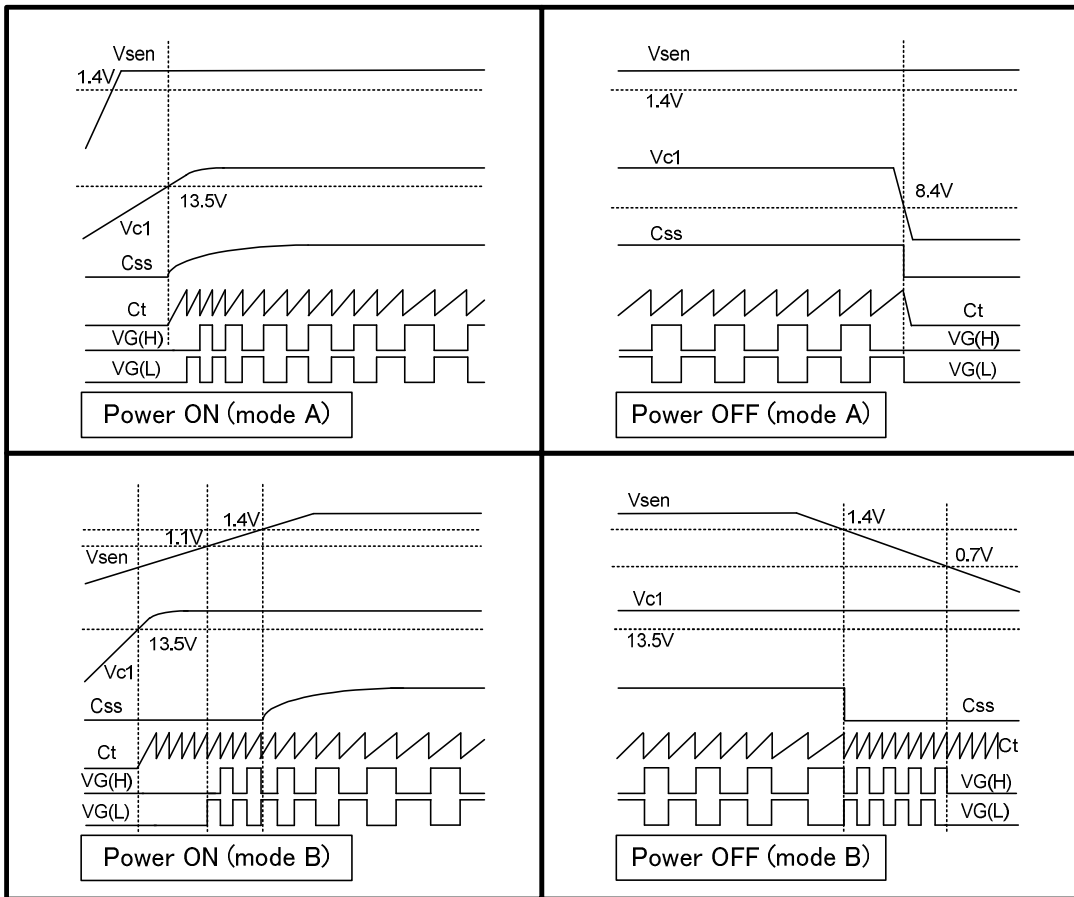 Vsen
1.4V
13.5V
Vc1
Css
Ct
VG(H)
VG(L)
Power ON (mode A)
Vsen
1.4V
Vc1
8.4V
Css
Ct
VG(H)
VG(L)
Power OFF (mode A)
1.4V
1.1V
Vsen
13.5V
Vc1
Css
Ct
VG(H)
VG(L)
Power ON (mode B)
Vsen
1.4V
0.7V
Vc1
13.5V
Css
Ct
VG(H)
VG(L)
Power OFF (mode B)